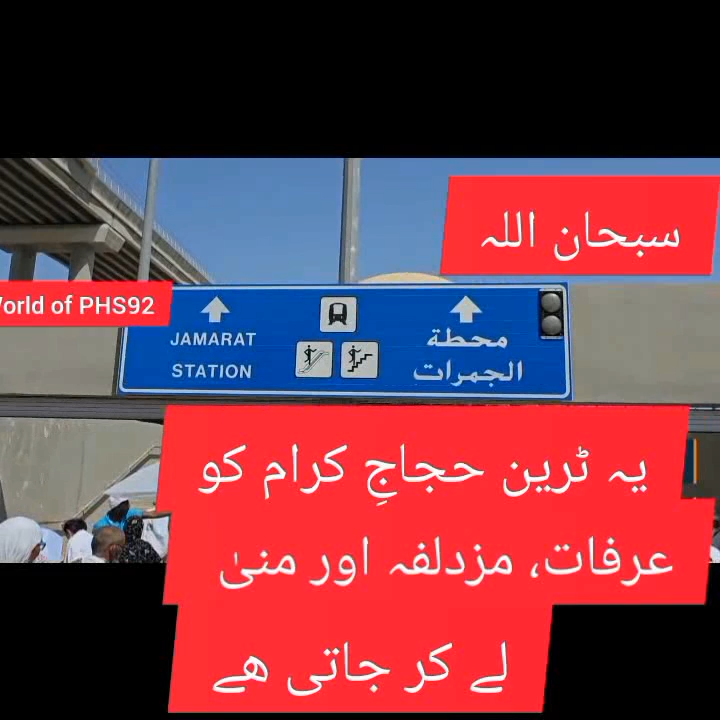 سبحان اللہ
World of PHS92
JAMARAT
STATION
محطة
الجمرات
یہ ٹرین حجاجِ کرام کو
عرفات، مزدلفہ اور منیٰ
لے کر جاتی ھے